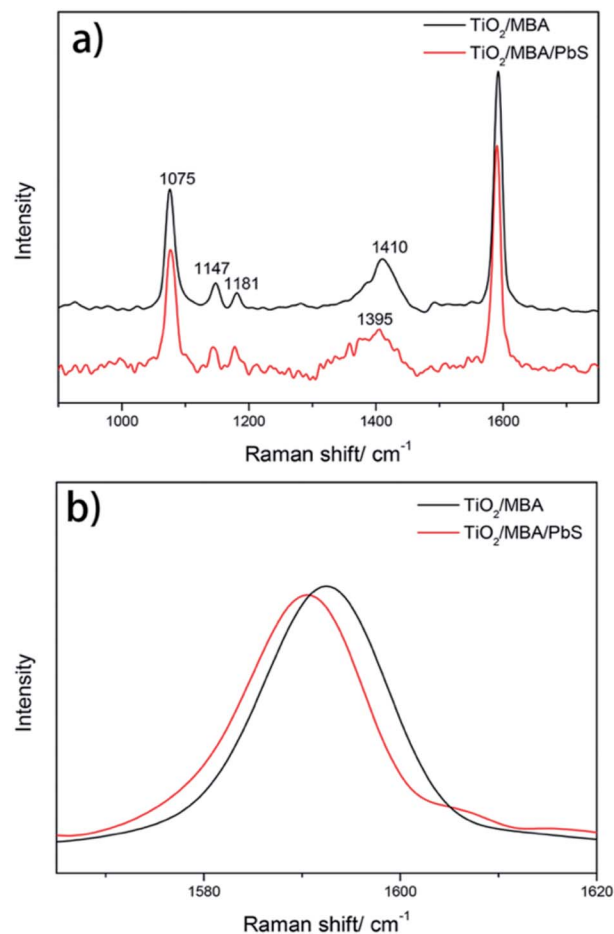 a)
TiO₂/MBA
TiO₂/MBA/PbS
1075
1147
1181
1410
1395
Intensity
1000 1200 1400 1600
Raman shift/ cm⁻¹
b)
TiO₂/MBA
TiO₂/MBA/PbS
Intensity
1580 1600 1620
Raman shift/ cm⁻¹